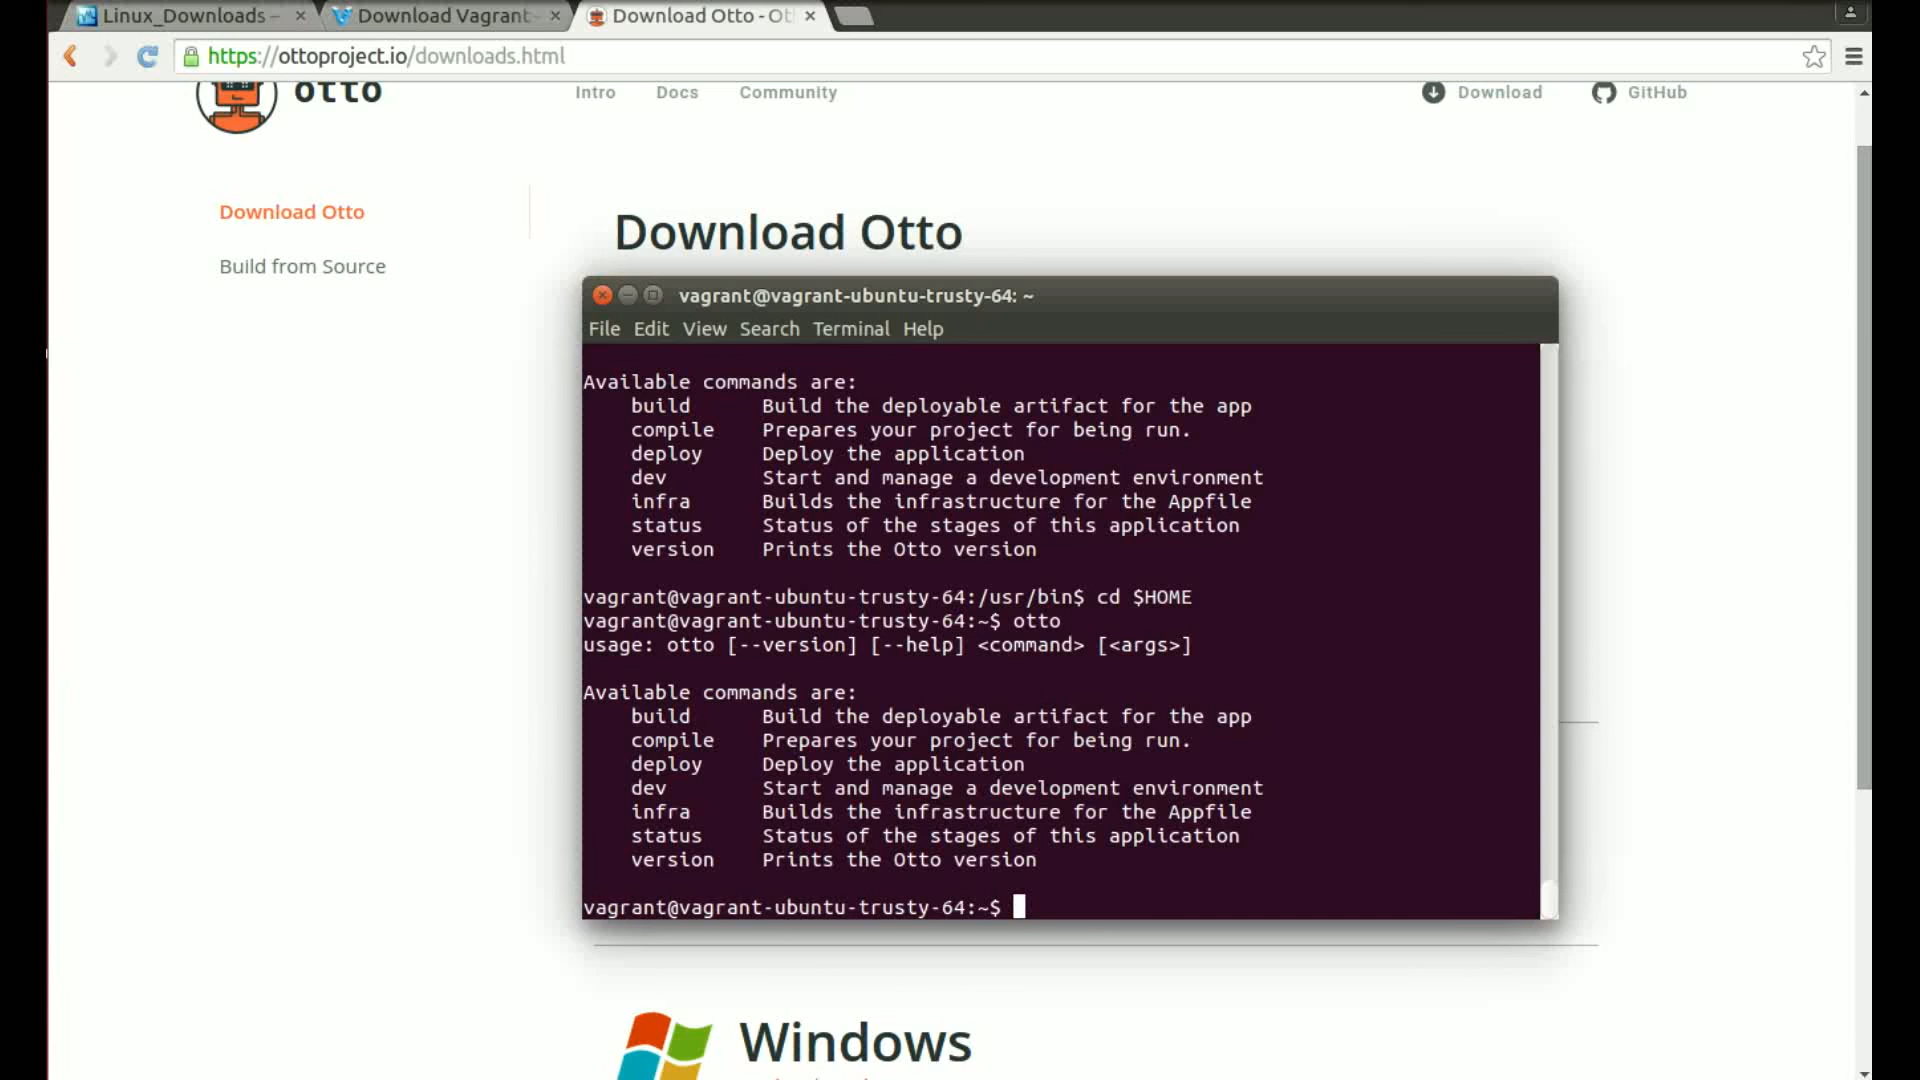 Linux_Downloads –
Download Vagrant
Download Otto - Ot
https://ottoproject.io/downloads.html
otto
Intro
Docs
Community
Download
GitHub
Download Otto
Build from Source
Download Otto
vagrant@vagrant-ubuntu-trusty-64: ~
File Edit View Search Terminal Help
Available commands are:
build Build the deployable artifact for the app
compile Prepares your project for being run.
deploy Deploy the application
dev Start and manage a development environment
infra Builds the infrastructure for the Appfile
status Status of the stages of this application
version Prints the Otto version
vagrant@vagrant-ubuntu-trusty-64:/usr/bin$ cd $HOME
vagrant@vagrant-ubuntu-trusty-64:~$ otto
usage: otto [--version] [--help] <command> [<args>]
Available commands are:
build Build the deployable artifact for the app
compile Prepares your project for being run.
deploy Deploy the application
dev Start and manage a development environment
infra Builds the infrastructure for the Appfile
status Status of the stages of this application
version Prints the Otto version
vagrant@vagrant-ubuntu-trusty-64:~$
Windows